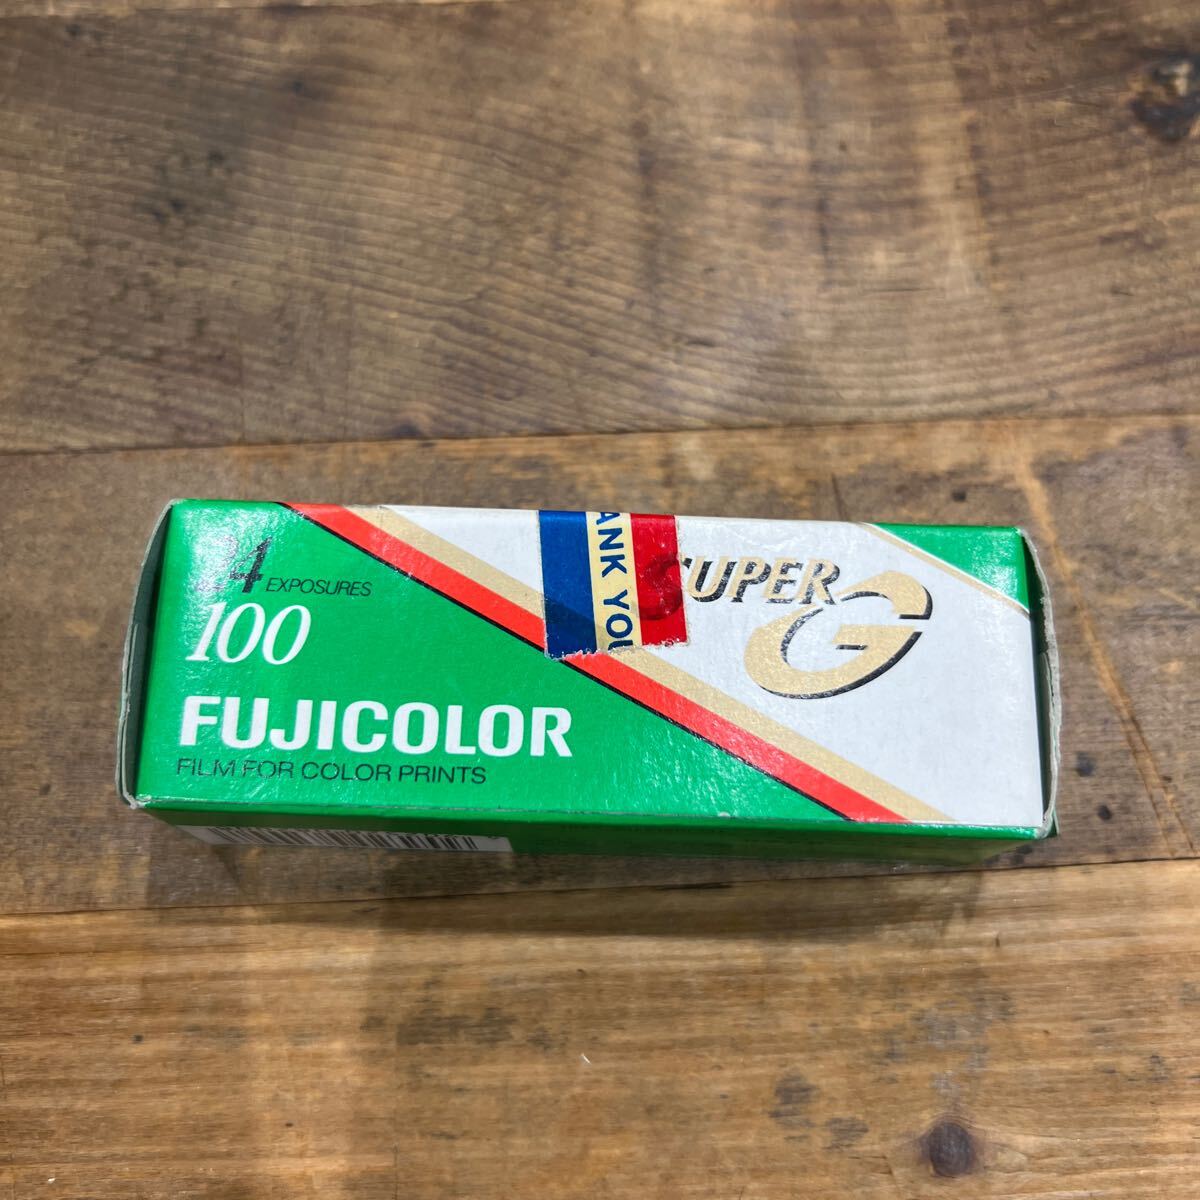 24 EXPOSURES
100
FUJICOLOR
FILM FOR COLOR PRINTS
ANK YOU
SUPER
G